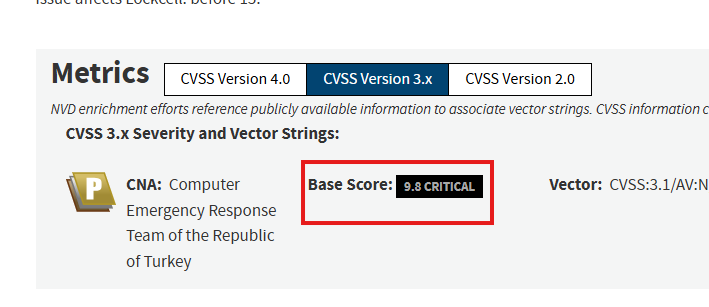 issue affects Lockcell: before 15.
Metrics
CVSS Version 4.0
CVSS Version 3.x
CVSS Version 2.0
NVD enrichment efforts reference publicly available information to associate vector strings. CVSS information c
CVSS 3.x Severity and Vector Strings:
P
CNA: Computer
Emergency Response
Team of the Republic
of Turkey
Base Score: 9.8 CRITICAL
Vector: CVSS:3.1/AV:N